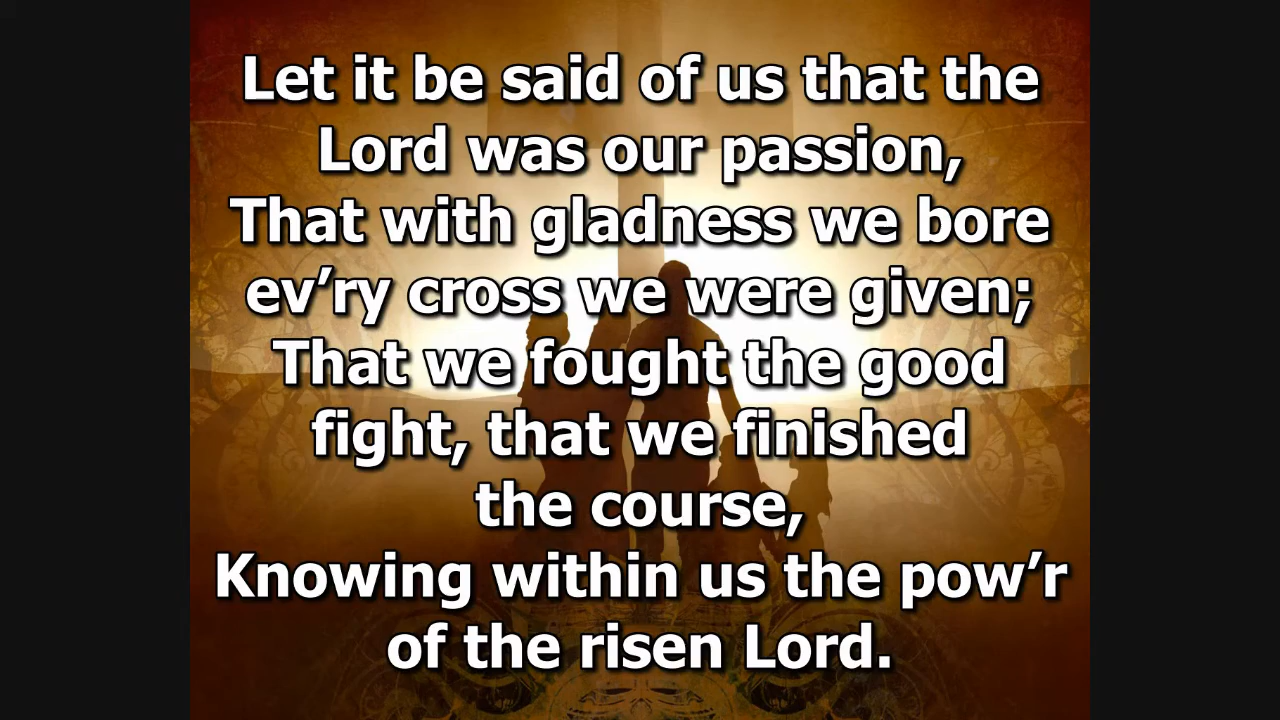 Let it be said of us that the
Lord was our passion,
That with gladness we bore
ev’ry cross we were given;
That we fought the good
fight, that we finished
the course,
Knowing within us the pow’r
of the risen Lord.